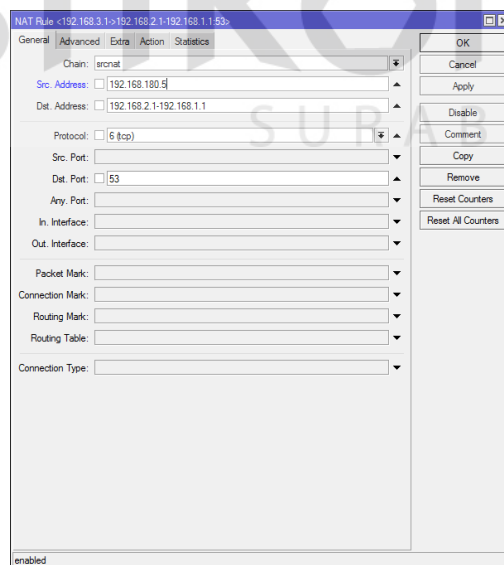 NAT Rule <192.168.3.1->192.168.2.1-192.168.1.1:53>
General Advanced Extra Action Statistics
Chain: srcnat
Src. Address: 192.168.180.5
Dst. Address: 192.168.2.1-192.168.1.1
Protocol: 6 (tcp)
Src. Port:
Dst. Port: 53
Any. Port:
In. Interface:
Out. Interface:
Packet Mark:
Connection Mark:
Routing Mark:
Routing Table:
Connection Type:
OK
Cancel
Apply
Disable
Comment
Copy
Remove
Reset Counters
Reset All Counters
enabled
SURAB